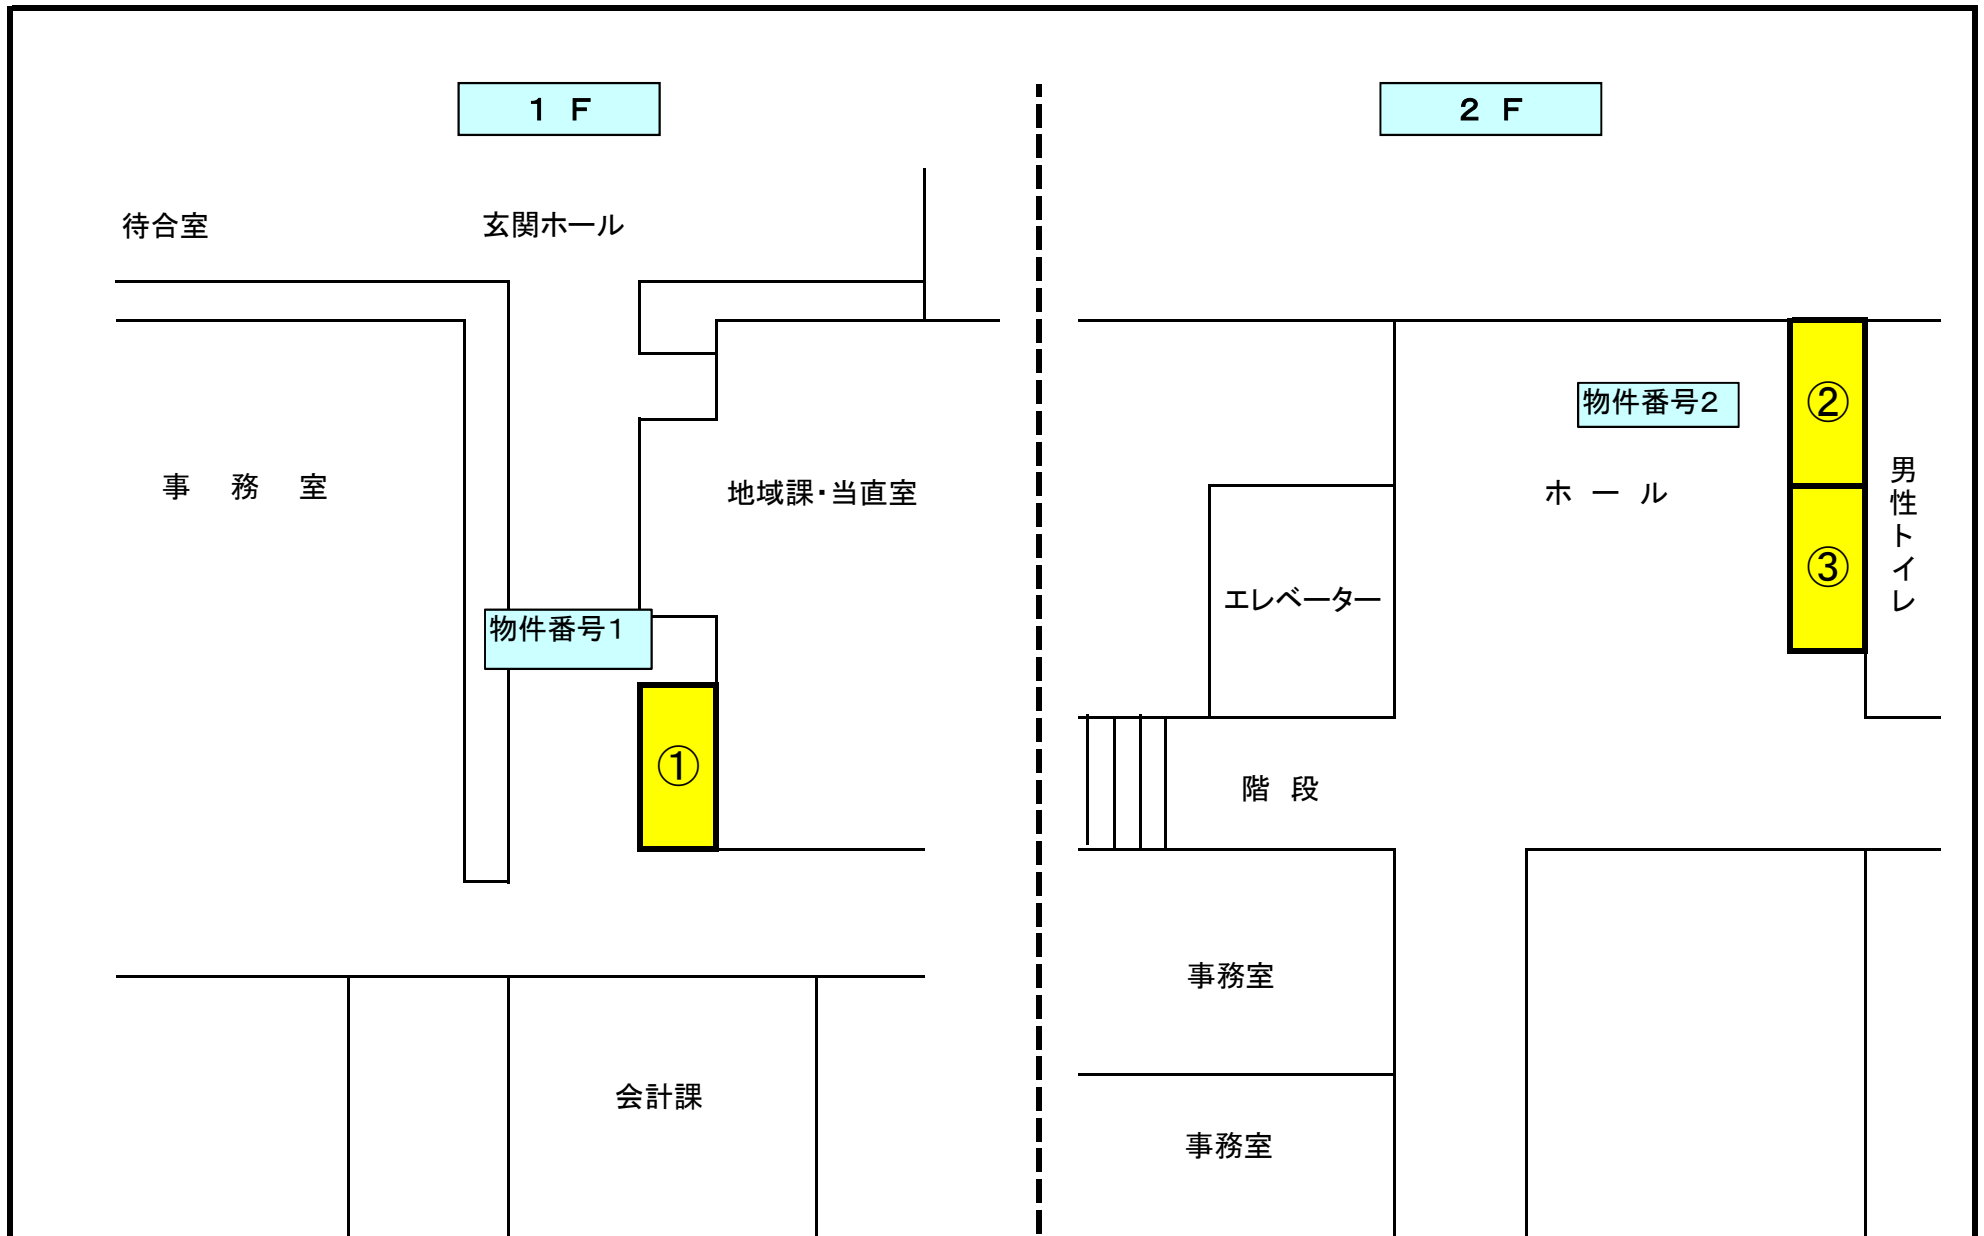 １　Ｆ
待合室
玄関ホール
事　務　室
地域課・当直室
物件番号１
①
会計課
２　Ｆ
物件番号２
②
ホ　ー　ル
男性トイレ
③
エレベーター
階　段
事務室
事務室